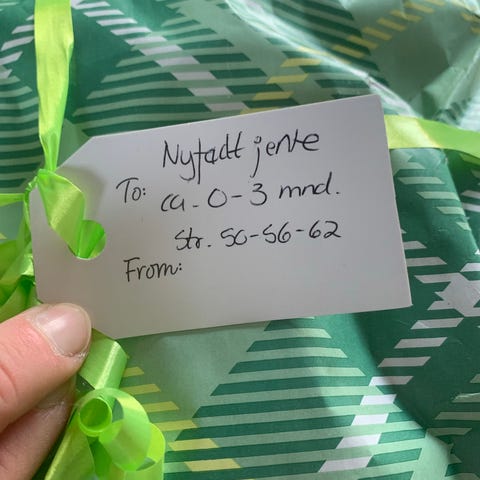 Nyfødt jente
To: ca. 0-3 mnd.
Str. 50-56-62
From: